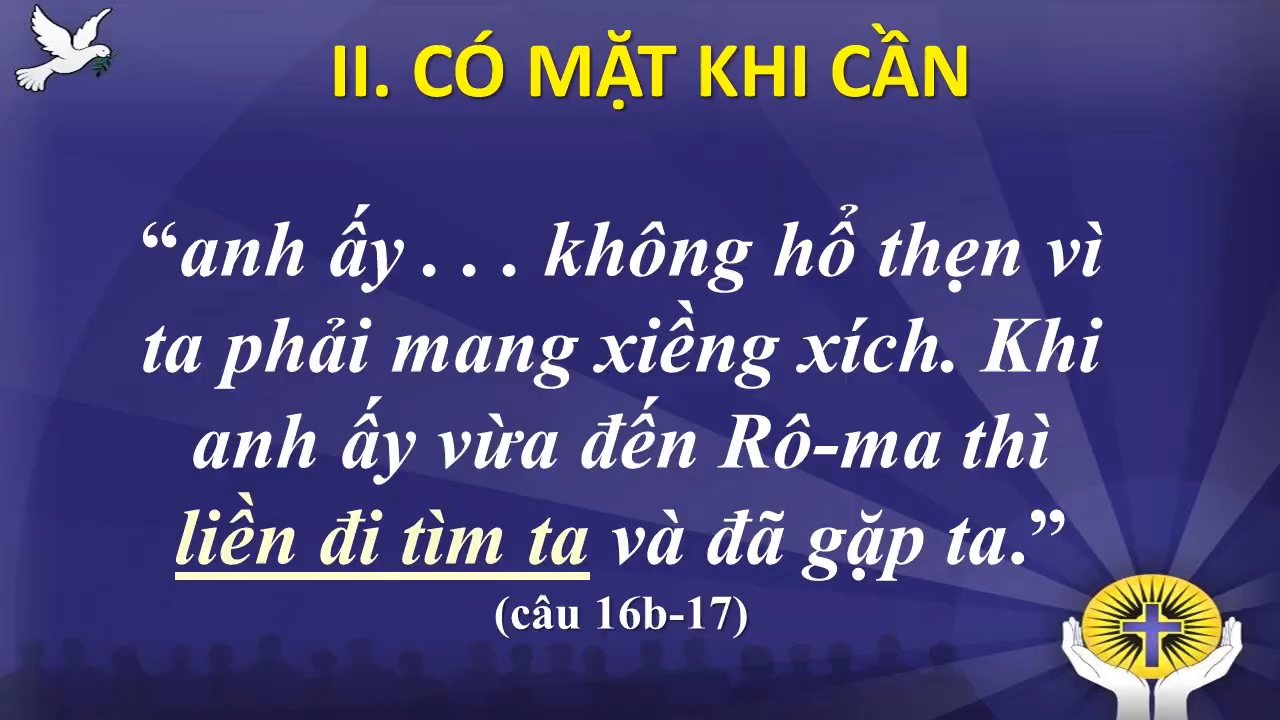 II. CÓ MẶT KHI CẦN
“anh ấy . . . không hổ thẹn vì
ta phải mang xiềng xích. Khi
anh ấy vừa đến Rô-ma thì
liền đi tìm ta và đã gặp ta.”
(câu 16b-17)